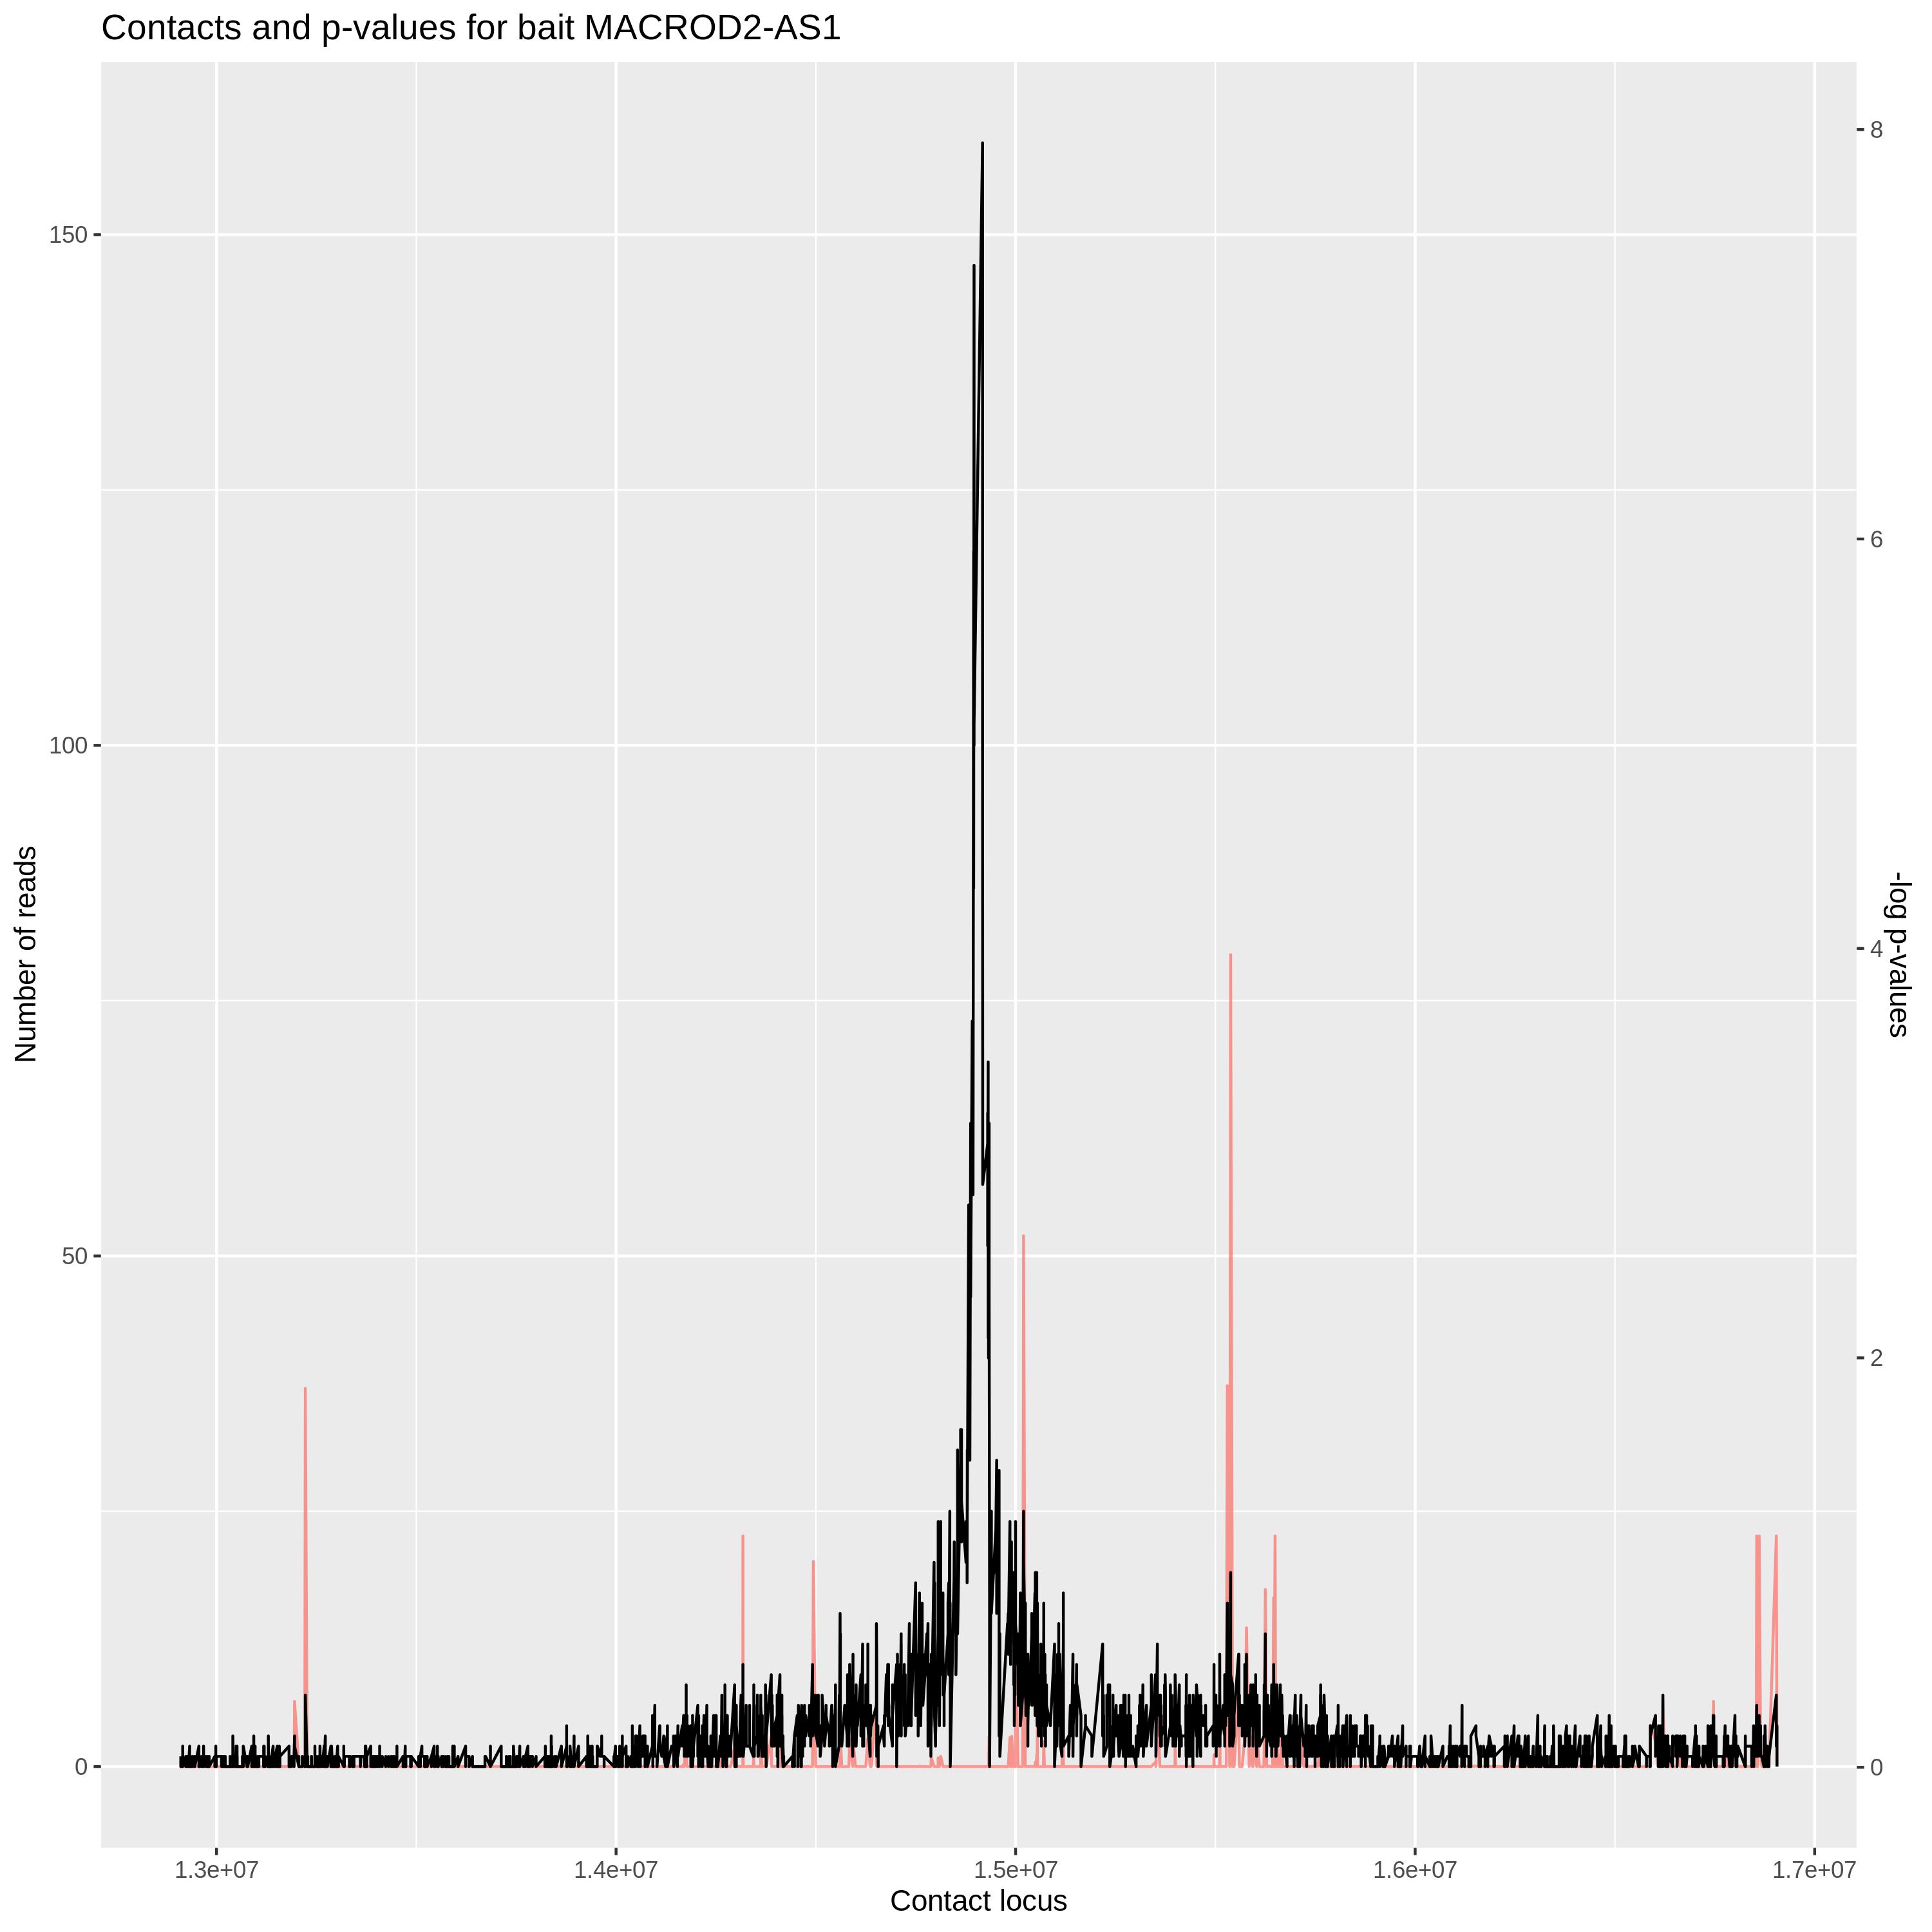 Contacts and p-values for bait MACROD2-AS1
8
150
6
100
Number of reads
-log p-values
4
50
2
0
0
1.3e+07
1.4e+07
1.5e+07
1.6e+07
1.7e+07
Contact locus